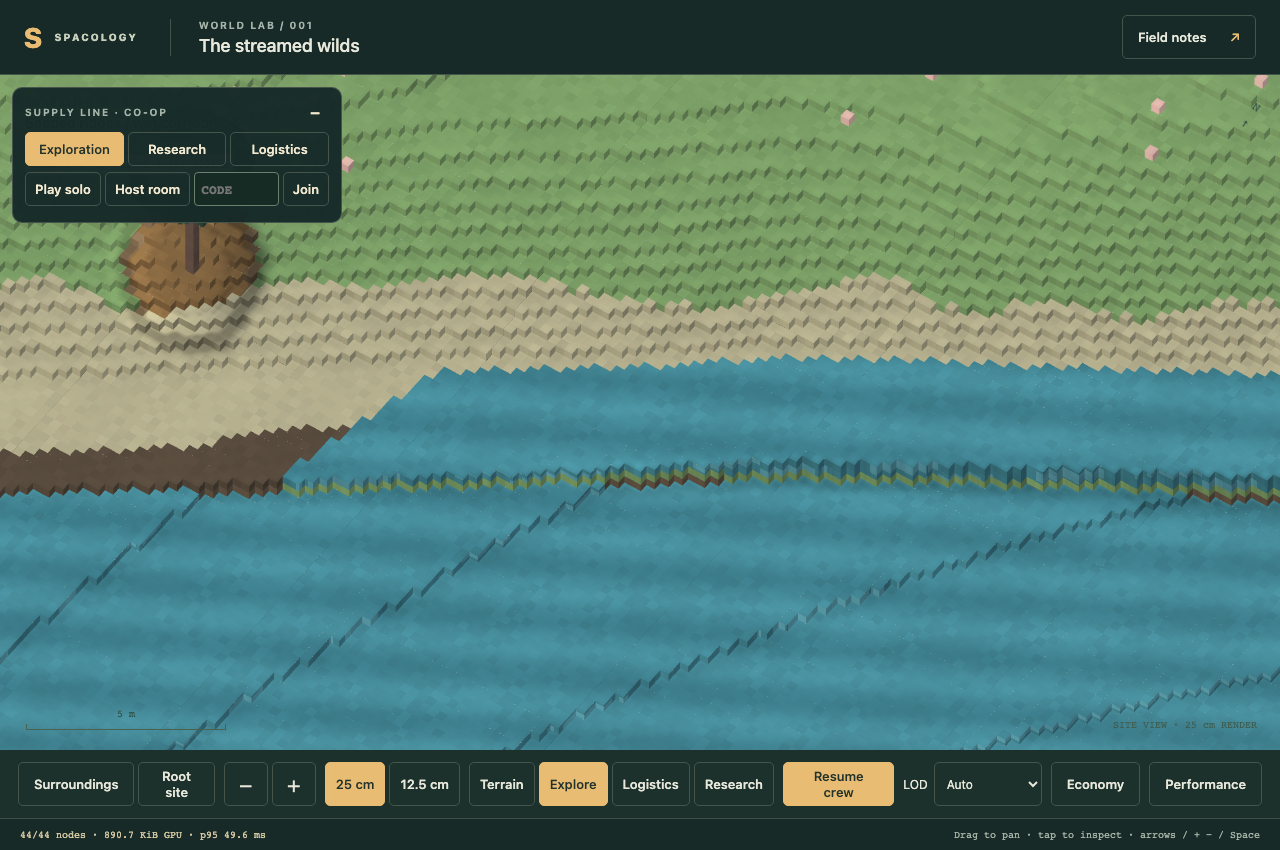 S SPACOLOGY
WORLD LAB / 001
The streamed wilds
Field notes ↗
SUPPLY LINE · CO-OP −
Exploration Research Logistics
Play solo Host room CODE Join
5 m
SITE VIEW · 25 cm RENDER
Surroundings Root site − + 25 cm 12.5 cm Terrain Explore Logistics Research Resume crew LOD Auto Economy Performance
44/44 nodes · 890.7 KiB GPU · p95 49.6 ms
Drag to pan · tap to inspect · arrows / + − / Space